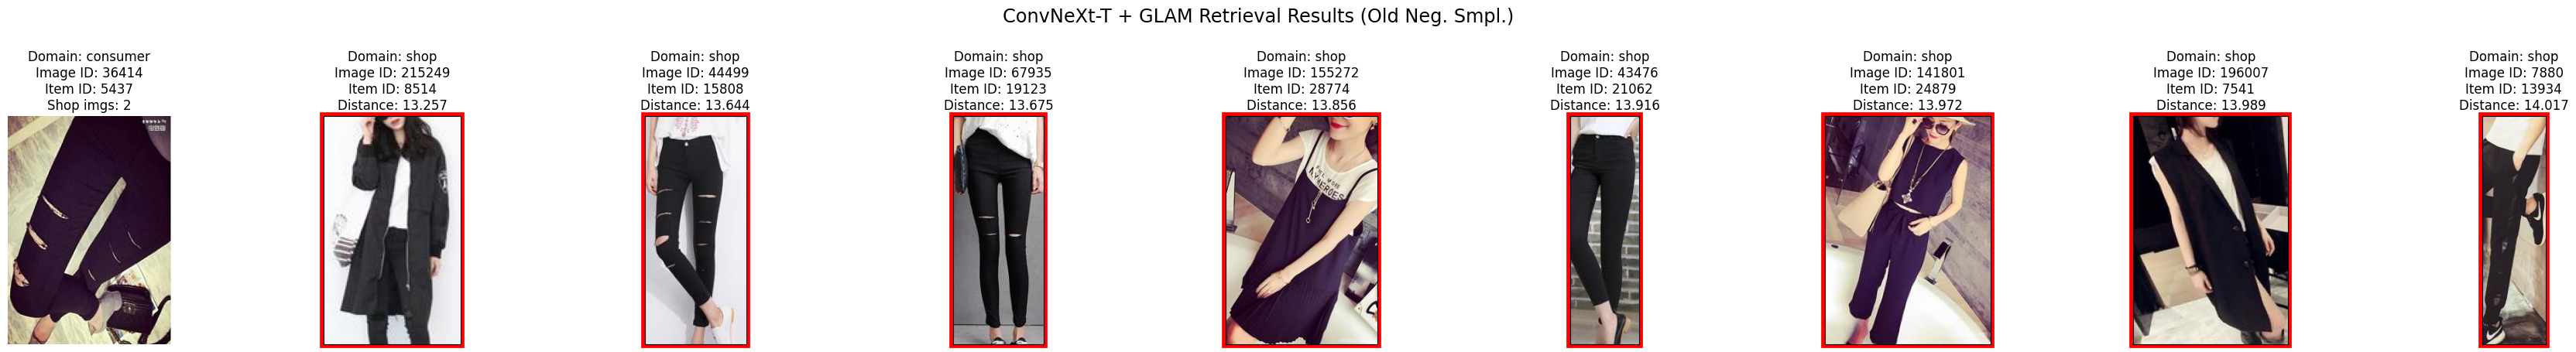 ConvNeXt-T + GLAM Retrieval Results (Old Neg. Smpl.)
Domain: consumer
Image ID: 36414
Item ID: 5437
Shop imgs: 2
Domain: shop
Image ID: 215249
Item ID: 8514
Distance: 13.257
Domain: shop
Image ID: 44499
Item ID: 15808
Distance: 13.644
Domain: shop
Image ID: 67935
Item ID: 19123
Distance: 13.675
Domain: shop
Image ID: 155272
Item ID: 28774
Distance: 13.856
Domain: shop
Image ID: 43476
Item ID: 21062
Distance: 13.916
Domain: shop
Image ID: 141801
Item ID: 24879
Distance: 13.972
Domain: shop
Image ID: 196007
Item ID: 7541
Distance: 13.989
Domain: shop
Image ID: 7880
Item ID: 13934
Distance: 14.017